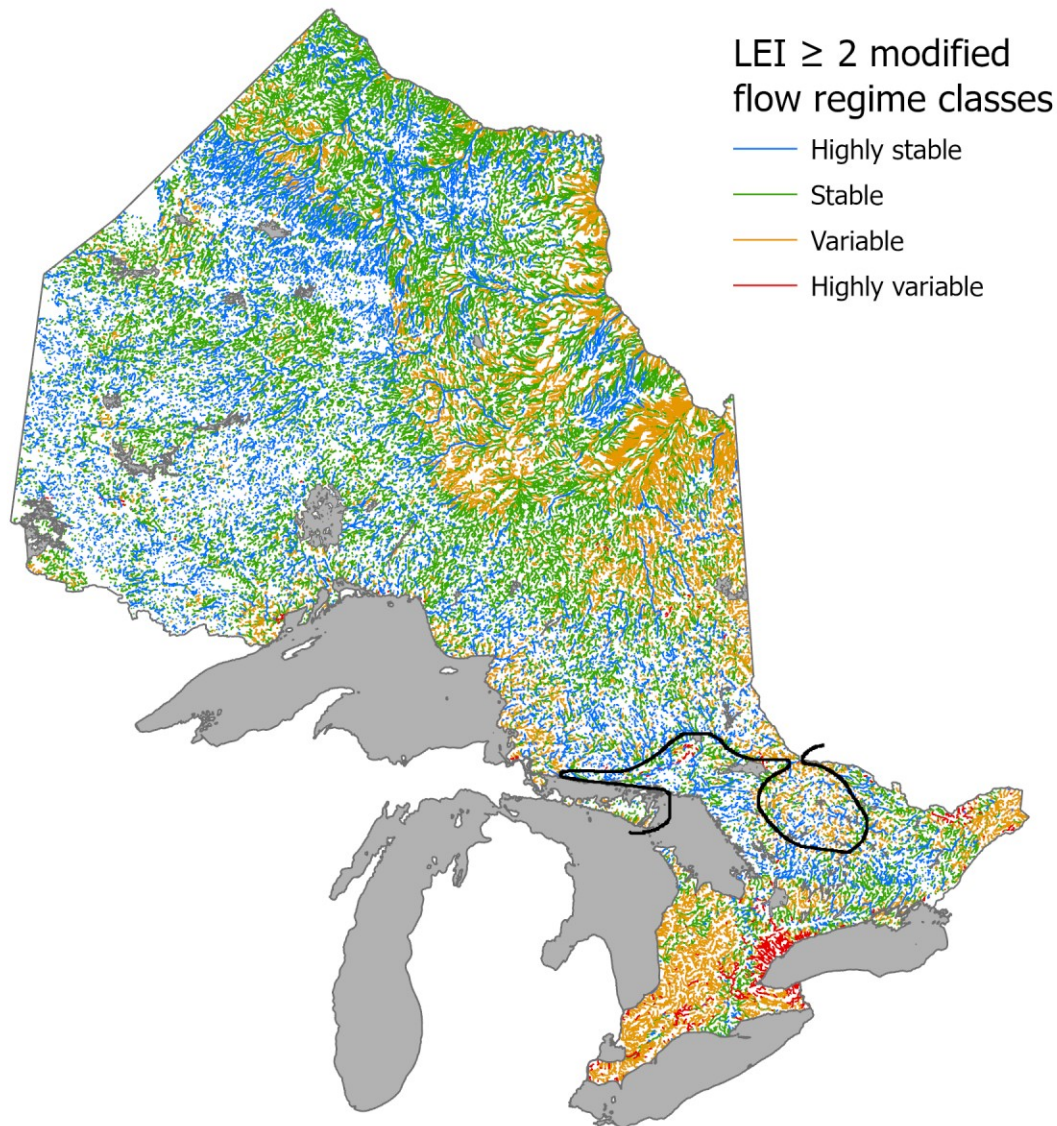 LEI ≥ 2 modified
flow regime classes
Highly stable
Stable
Variable
Highly variable